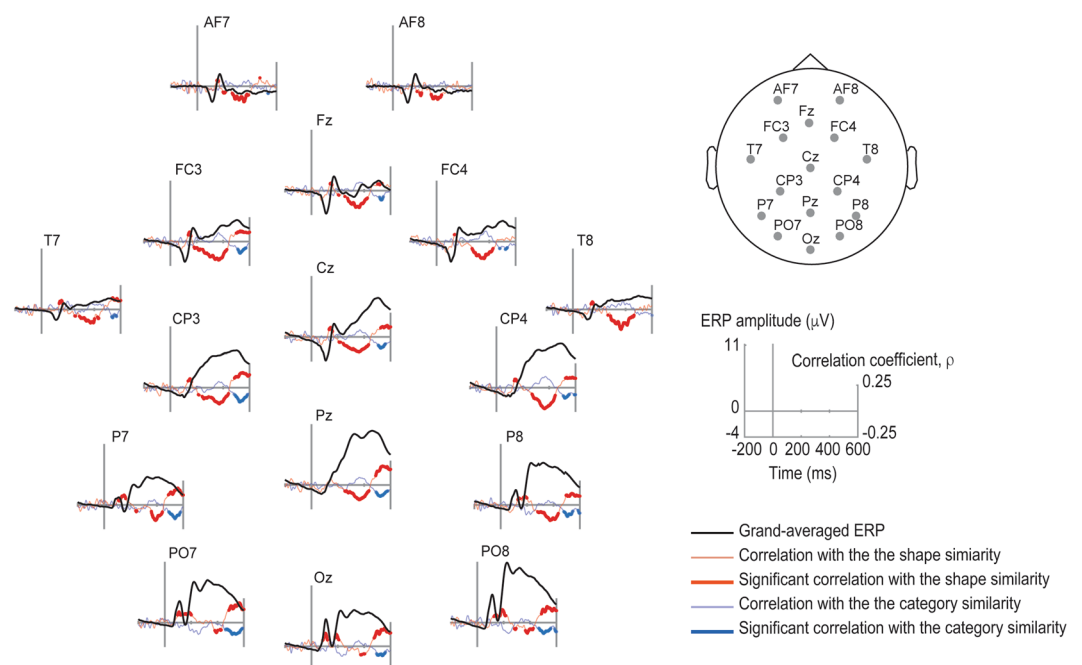 AF7
AF8
Fz
FC3
FC4
T7
Cz
T8
CP3
CP4
P7
Pz
P8
PO7
Oz
PO8
AF7 AF8
Fz
FC3 FC4
T7 Cz T8
CP3 CP4
P7 Pz P8
PO7 PO8
Oz
ERP amplitude (μV)
11
Correlation coefficient, ρ
0.25
0
-4
-0.25
-200 0 200 400 600
Time (ms)
Grand-averaged ERP
Correlation with the the shape simiarity
Significant correlation with the shape similarity
Correlation with the the category similarity
Significant correlation with the category similarity